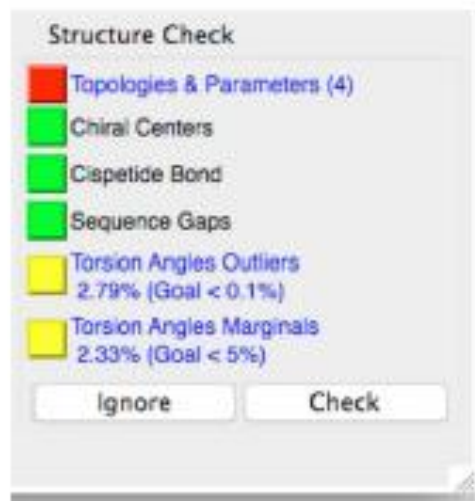 Structure Check
Topologies & Parameters (4)
Chiral Centers
Cispetide Bond
Sequence Gaps
Torsion Angles Outliers
2.79% (Goal < 0.1%)
Torsion Angles Marginals
2.33% (Goal < 5%)
Ignore
Check